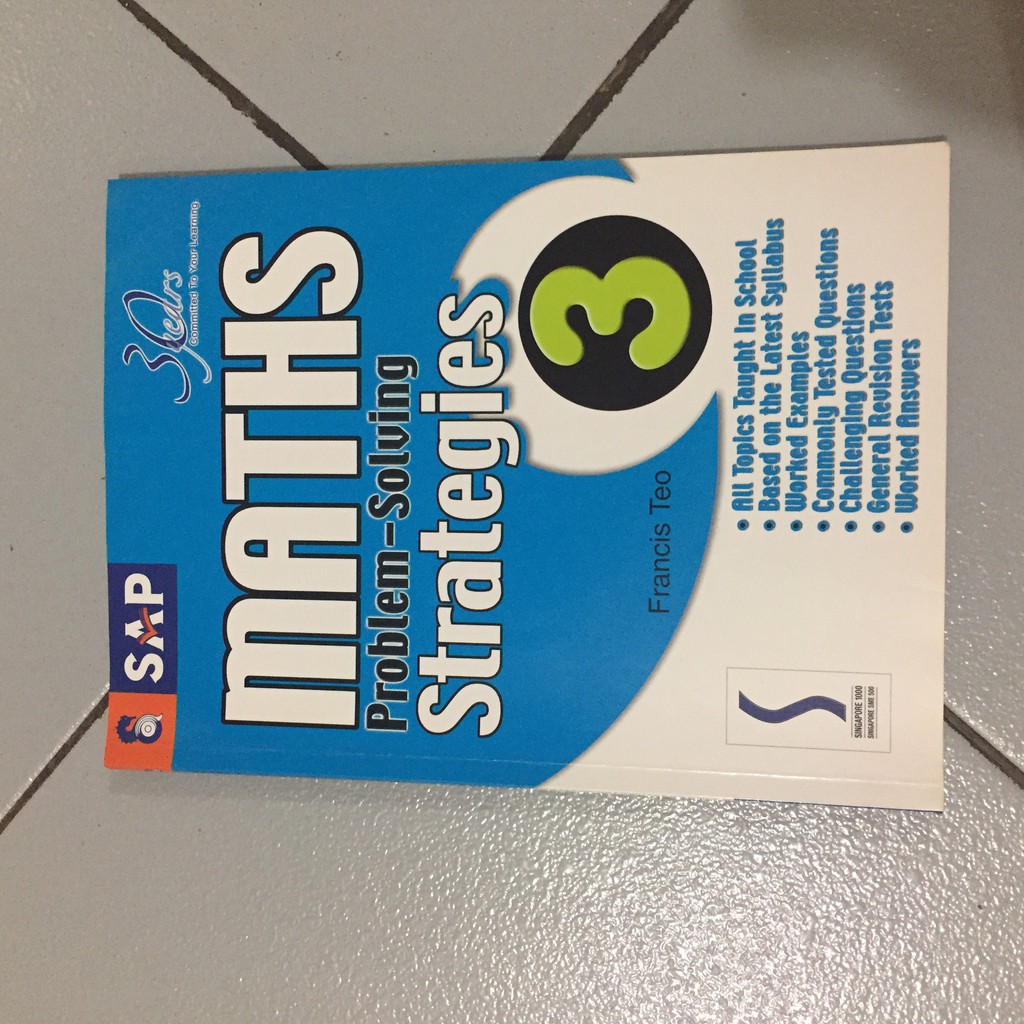 SAP
30 years
Committed To Your Learning
MATHS
Problem-Solving
Strategies
3
Francis Teo
• All Topics Taught In School
• Based on the Latest Syllabus
• Worked Examples
• Commonly Tested Questions
• Challenging Questions
• General Revision Tests
• Worked Answers
SINGAPORE 1000
SINGAPORE SME 500